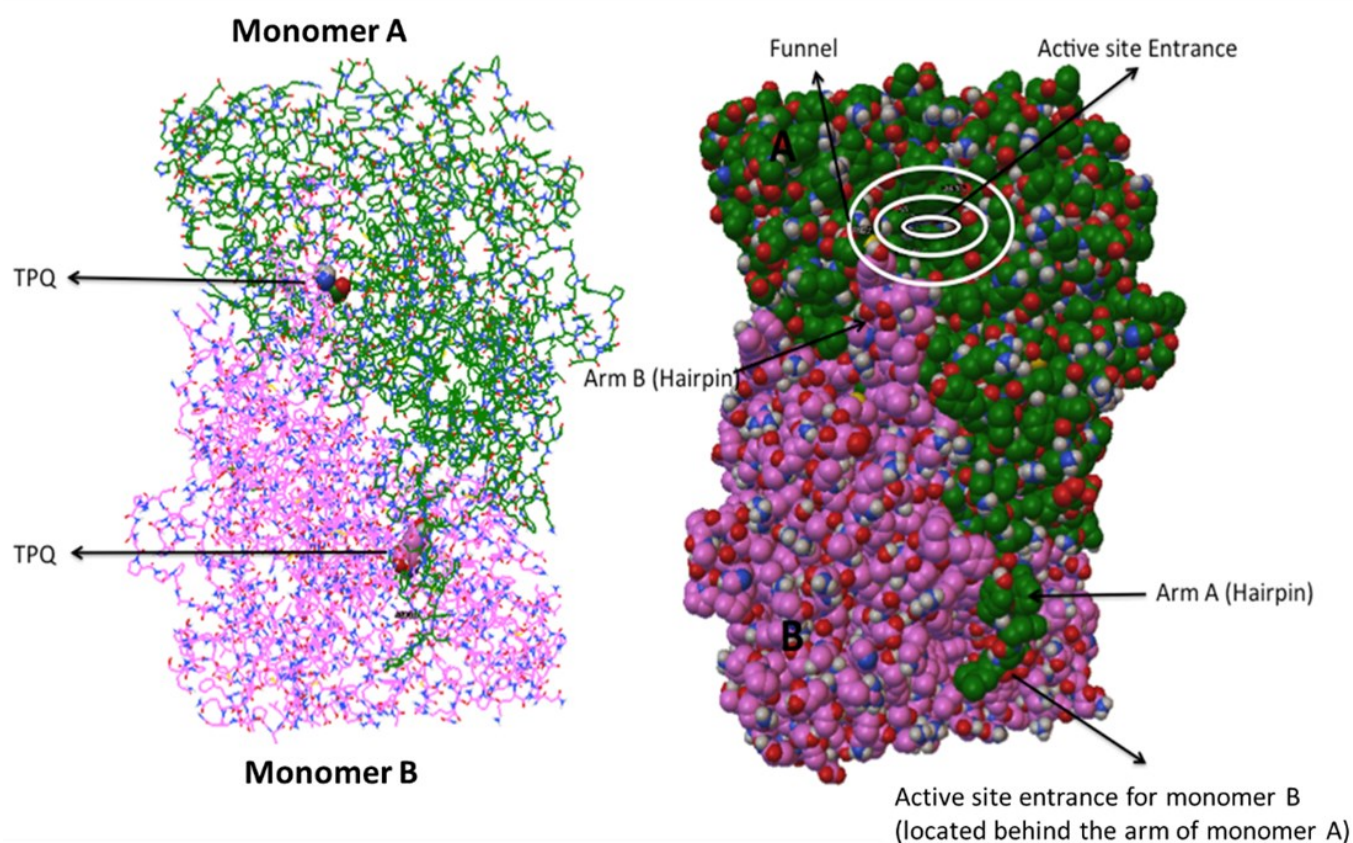 Monomer A
TPQ
TPQ
Monomer B
Funnel
Active site Entrance
A
Arm B (Hairpin)
Arm A (Hairpin)
B
Active site entrance for monomer B
(located behind the arm of monomer A)